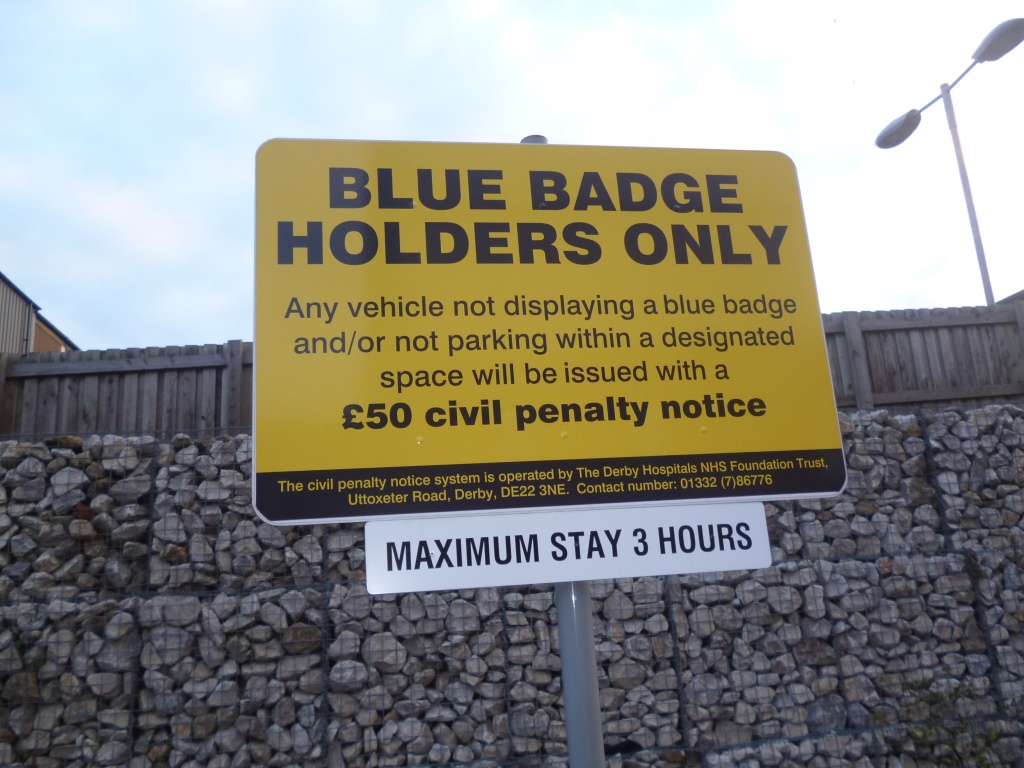 BLUE BADGE
HOLDERS ONLY
Any vehicle not displaying a blue badge
and/or not parking within a designated
space will be issued with a
£50 civil penalty notice
The civil penalty notice system is operated by The Derby Hospitals NHS Foundation Trust,
Uttoxeter Road, Derby, DE22 3NE. Contact number: 01332 (7)86776
MAXIMUM STAY 3 HOURS